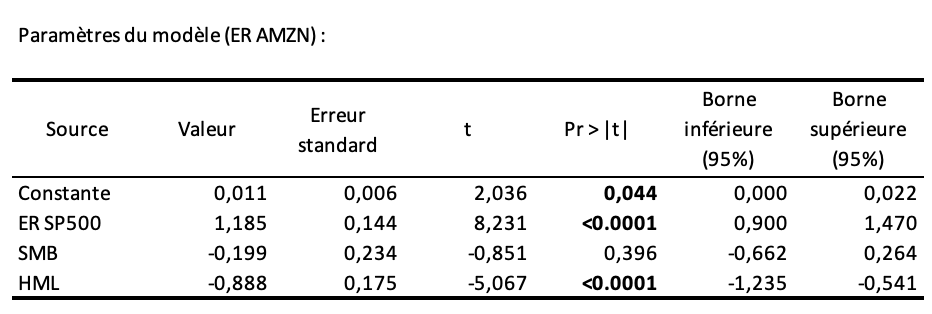 Paramètres du modèle (ER AMZN) :
Source Valeur Erreur standard t Pr > |t| Borne inférieure (95%) Borne supérieure (95%)
Constante 0,011 0,006 2,036 0,044 0,000 0,022
ER SP500 1,185 0,144 8,231 <0.0001 0,900 1,470
SMB -0,199 0,234 -0,851 0,396 -0,662 0,264
HML -0,888 0,175 -5,067 <0.0001 -1,235 -0,541